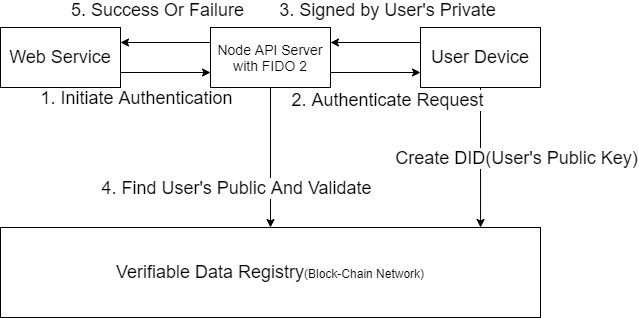 5. Success Or Failure
3. Signed by User's Private
Web Service
Node API Server
with FIDO 2
User Device
1. Initiate Authentication
2. Authenticate Request
Create DID(User's Public Key)
4. Find User's Public And Validate
Verifiable Data Registry(Block-Chain Network)